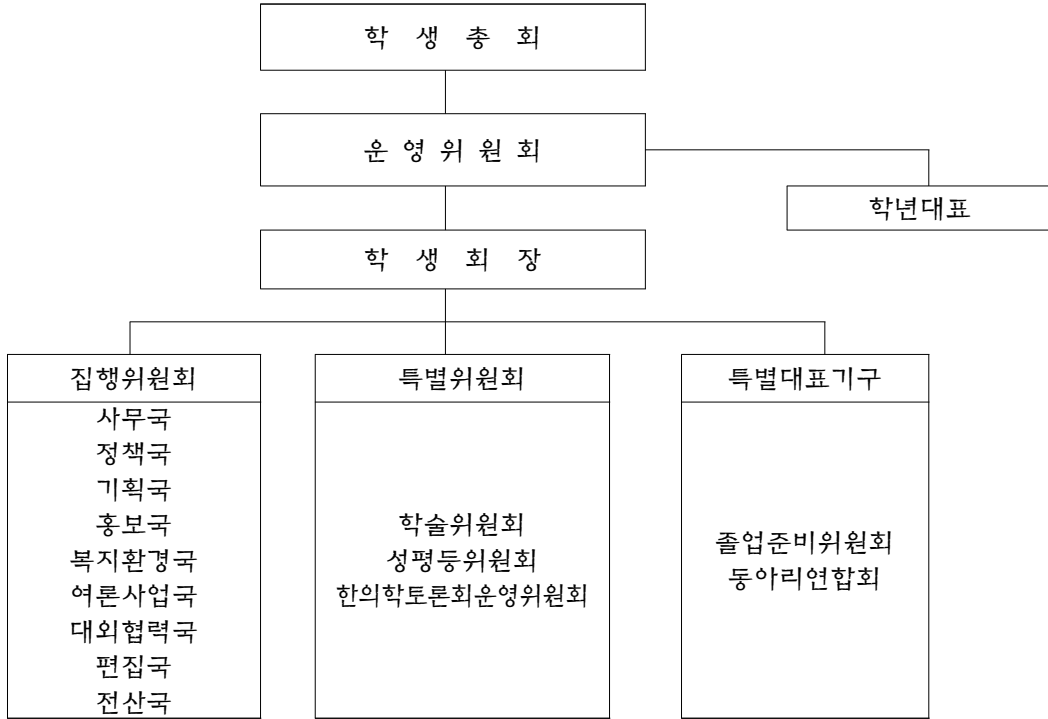 학 생 총 회
운 영 위 원 회
학년대표
학 생 회 장
집행위원회
사무국
정책국
기획국
홍보국
복지환경국
여론사업국
대외협력국
편집국
전산국
특별위원회
학술위원회
성평등위원회
한의학토론회운영위원회
특별대표기구
졸업준비위원회
동아리연합회